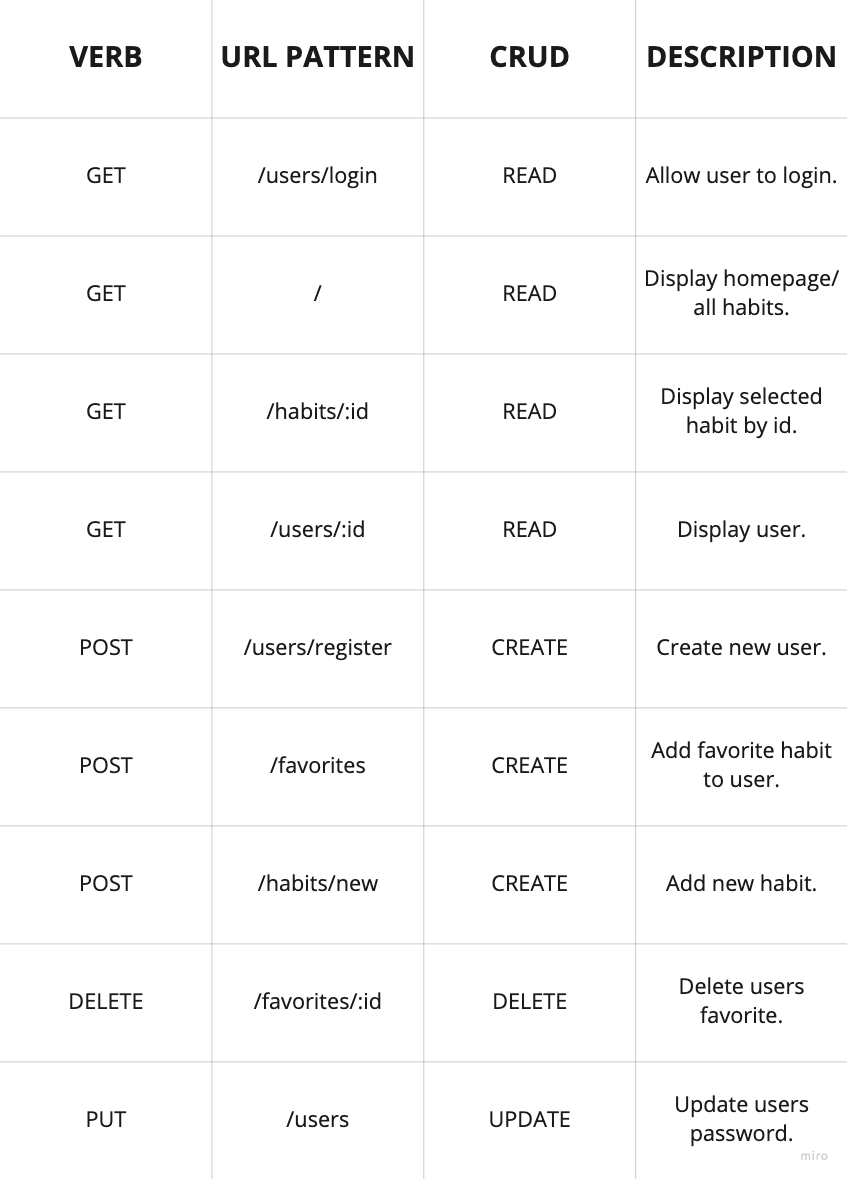 VERB URL PATTERN CRUD DESCRIPTION
GET /users/login READ Allow user to login.
GET / READ Display homepage/
all habits.
GET /habits/:id READ Display selected
habit by id.
GET /users/:id READ Display user.
POST /users/register CREATE Create new user.
POST /favorites CREATE Add favorite habit
to user.
POST /habits/new CREATE Add new habit.
DELETE /favorites/:id DELETE Delete users
favorite.
PUT /users UPDATE Update users
password.
miro